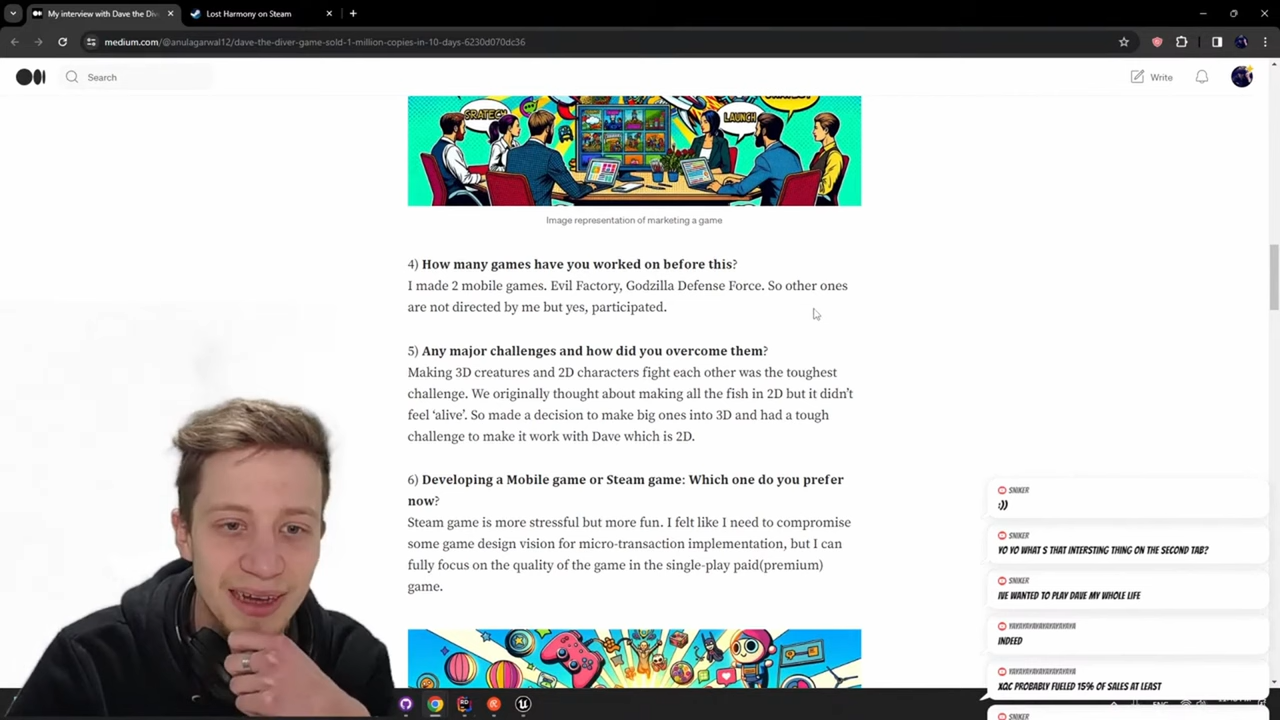 My interview with Dave the Div
Lost Harmony on Steam
medium.com/@anulagarwal12/dave-the-diver-game-sold-1-million-copies-in-10-days-6230d070dc36
Search
Write
LAUNCH
Image representation of marketing a game
4) How many games have you worked on before this?
I made 2 mobile games. Evil Factory, Godzilla Defense Force. So other ones
are not directed by me but yes, participated.
5) Any major challenges and how did you overcome them?
Making 3D creatures and 2D characters fight each other was the toughest
challenge. We originally thought about making all the fish in 2D but it didn’t
feel ‘alive’. So made a decision to make big ones into 3D and had a tough
challenge to make it work with Dave which is 2D.
6) Developing a Mobile game or Steam game: Which one do you prefer
now?
Steam game is more stressful but more fun. I felt like I need to compromise
some game design vision for micro-transaction implementation, but I can
fully focus on the quality of the game in the single-play paid(premium)
game.
SNIKER
:))
SNIKER
YO YO WHAT S THAT INTERSTING THING ON THE SECOND TAB?
SNIKER
IVE WANTED TO PLAY DAVE MY WHOLE LIFE
INDEED
XQC PROBABLY FUELED 15% OF SALES AT LEAST
SNIKER
ENG